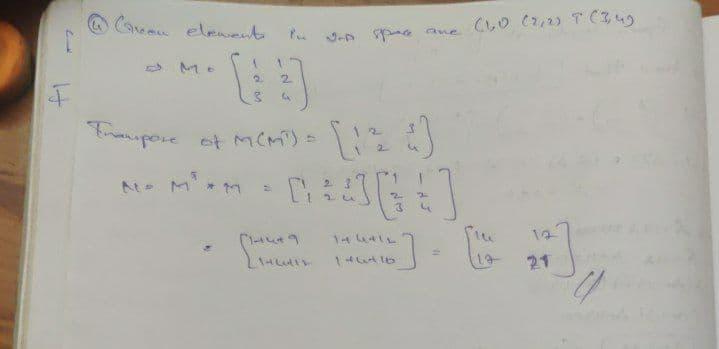 ④ Given elements in 2-D space are (1,1) (2,2) & (3,4)
⇒ M = [1 1
2 2
3 4]
Transpose of M(Mᵀ) = [1 2 3
1 2 4]
N = Mᵀ * M = [1 2 3 [1 1
1 2 4] 2 2
3 4]
= [1+4+9 1+4+12 = [14 17
1+4+12 1+4+16] 17 21]